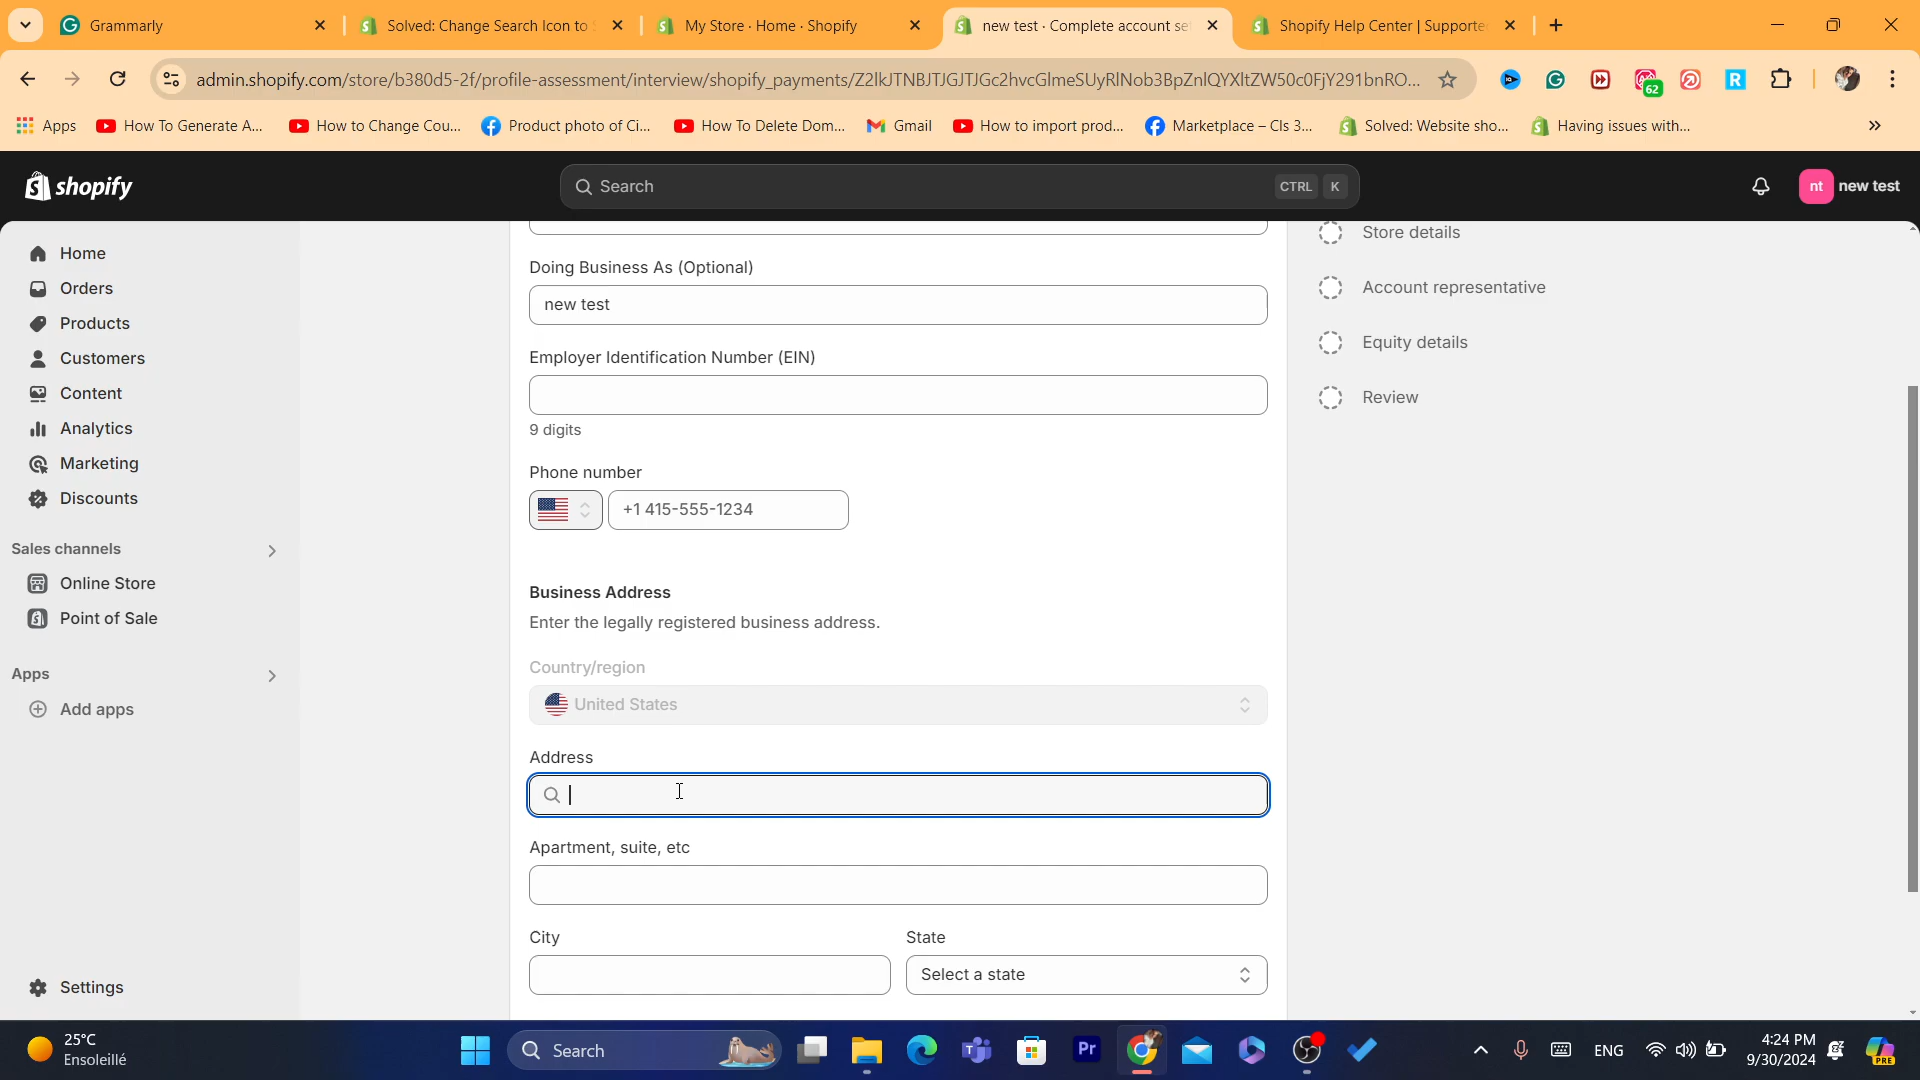 Grammarly
Solved: Change Search Icon to
My Store · Home · Shopify
new test · Complete account se
Shopify Help Center | Supporte
admin.shopify.com/store/b380d5-2f/profile-assessment/interview/shopify_payments/Z2lkJTNBJTJGJTJGc2hvcGlmeSUyRlNob3BpZnlQYXltZW50c0FjY291bnRO...
62
Apps
How To Generate A...
How to Change Cou...
Product photo of Ci...
How To Delete Dom...
Gmail
How to import prod...
Marketplace – Cls 3...
Solved: Website sho...
Having issues with...
shopify
Search
CTRL K
nt
new test
Home
Orders
Products
Customers
Content
Analytics
Marketing
Discounts
Sales channels
Online Store
Point of Sale
Apps
Add apps
Settings
Doing Business As (Optional)
new test
Employer Identification Number (EIN)
9 digits
Phone number
+1 415-555-1234
Business Address
Enter the legally registered business address.
Country/region
United States
Address
Apartment, suite, etc
City
State
Select a state
Store details
Account representative
Equity details
Review
25°C
Ensoleillé
Search
Pr
ENG
4:24 PM
9/30/2024
PRE